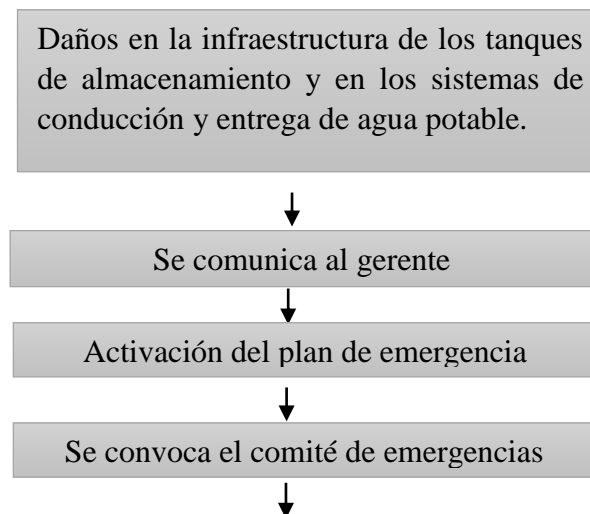 Daños en la infraestructura de los tanques
de almacenamiento y en los sistemas de
conducción y entrega de agua potable.
Se comunica al gerente
Activación del plan de emergencia
Se convoca el comité de emergencias